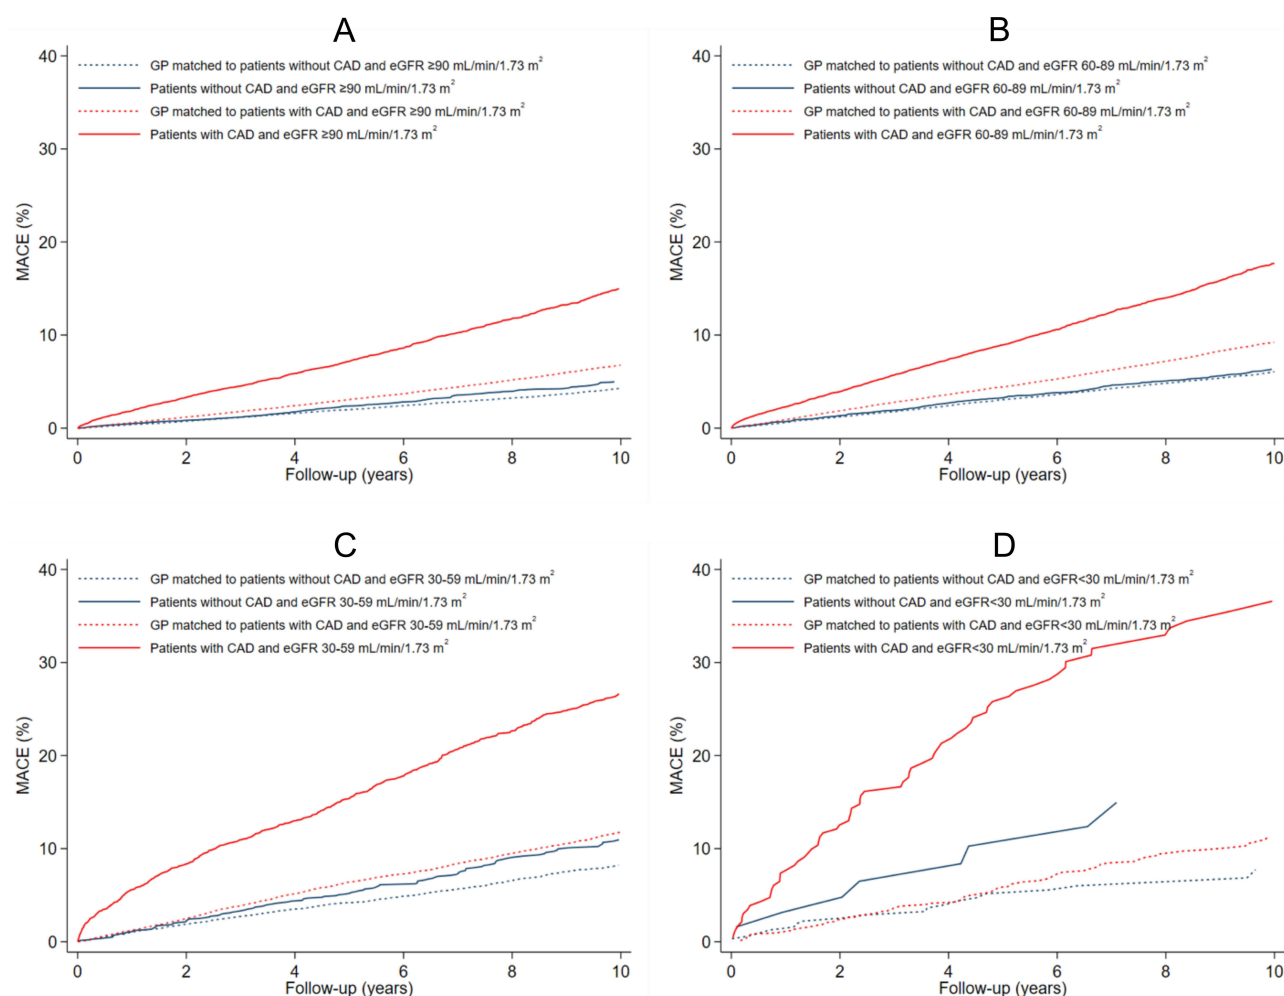 A
GP matched to patients without CAD and eGFR ≥90 mL/min/1.73 m²
Patients without CAD and eGFR ≥90 mL/min/1.73 m²
GP matched to patients with CAD and eGFR ≥90 mL/min/1.73 m²
Patients with CAD and eGFR ≥90 mL/min/1.73 m²
MACE (%)
40
30
20
10
0
0 2 4 6 8 10
Follow-up (years)
B
GP matched to patients without CAD and eGFR 60-89 mL/min/1.73 m²
Patients without CAD and eGFR 60-89 mL/min/1.73 m²
GP matched to patients with CAD and eGFR 60-89 mL/min/1.73 m²
Patients with CAD and eGFR 60-89 mL/min/1.73 m²
MACE (%)
40
30
20
10
0
0 2 4 6 8 10
Follow-up (years)
C
GP matched to patients without CAD and eGFR 30-59 mL/min/1.73 m²
Patients without CAD and eGFR 30-59 mL/min/1.73 m²
GP matched to patients with CAD and eGFR 30-59 mL/min/1.73 m²
Patients with CAD and eGFR 30-59 mL/min/1.73 m²
MACE (%)
40
30
20
10
0
0 2 4 6 8 10
Follow-up (years)
D
GP matched to patients without CAD and eGFR<30 mL/min/1.73 m²
Patients without CAD and eGFR<30 mL/min/1.73 m²
GP matched to patients with CAD and eGFR<30 mL/min/1.73 m²
Patients with CAD and eGFR<30 mL/min/1.73 m²
MACE (%)
40
30
20
10
0
0 2 4 6 8 10
Follow-up (years)